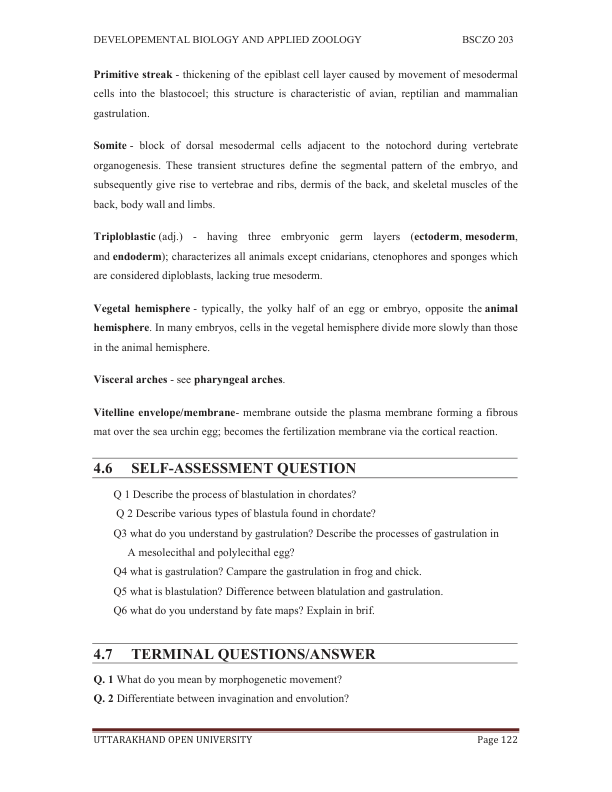 DEVELOPEMENTAL BIOLOGY AND APPLIED ZOOLOGY BSCZO 203
Primitive streak - thickening of the epiblast cell layer caused by movement of mesodermal
cells into the blastocoel; this structure is characteristic of avian, reptilian and mammalian
gastrulation.
Somite - block of dorsal mesodermal cells adjacent to the notochord during vertebrate
organogenesis. These transient structures define the segmental pattern of the embryo, and
subsequently give rise to vertebrae and ribs, dermis of the back, and skeletal muscles of the
back, body wall and limbs.
Triploblastic (adj.) - having three embryonic germ layers (ectoderm, mesoderm,
and endoderm); characterizes all animals except cnidarians, ctenophores and sponges which
are considered diploblasts, lacking true mesoderm.
Vegetal hemisphere - typically, the yolky half of an egg or embryo, opposite the animal
hemisphere. In many embryos, cells in the vegetal hemisphere divide more slowly than those
in the animal hemisphere.
Visceral arches - see pharyngeal arches.
Vitelline envelope/membrane- membrane outside the plasma membrane forming a fibrous
mat over the sea urchin egg; becomes the fertilization membrane via the cortical reaction.
4.6 SELF-ASSESSMENT QUESTION
Q 1 Describe the process of blastulation in chordates?
Q 2 Describe various types of blastula found in chordate?
Q3 what do you understand by gastrulation? Describe the processes of gastrulation in
A mesolecithal and polylecithal egg?
Q4 what is gastrulation? Campare the gastrulation in frog and chick.
Q5 what is blastulation? Difference between blatulation and gastrulation.
Q6 what do you understand by fate maps? Explain in brif.
4.7 TERMINAL QUESTIONS/ANSWER
Q. 1 What do you mean by morphogenetic movement?
Q. 2 Differentiate between invagination and envolution?
UTTARAKHAND OPEN UNIVERSITY Page 122